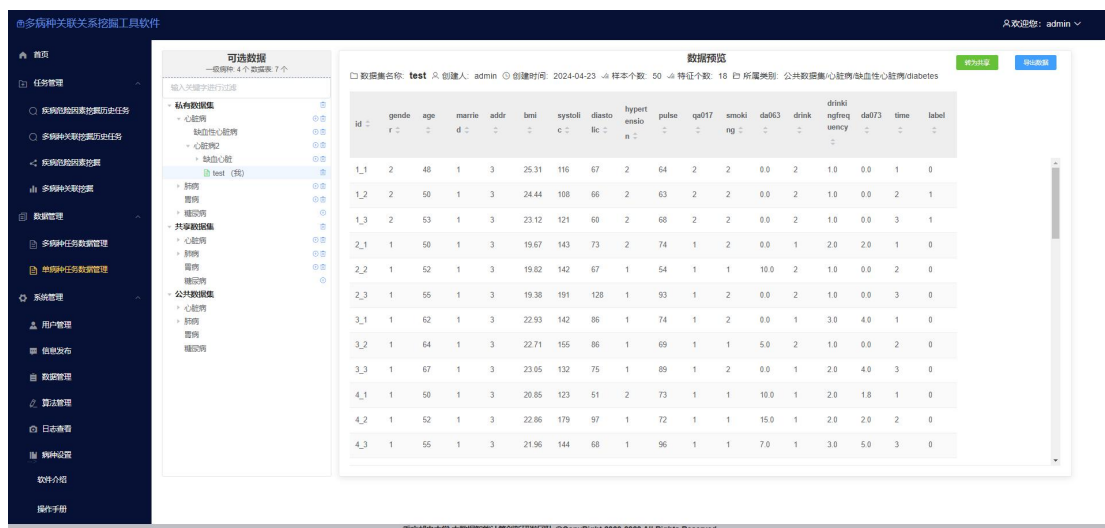 多病种关联关系挖掘工具软件
欢迎您：admin
首页
任务管理
疾病危险因素挖掘历史任务
多病种关联挖掘历史任务
疾病危险因素挖掘
多病种关联挖掘
数据管理
多病种任务数据管理
单病种任务数据管理
系统管理
用户管理
信息发布
数据管理
算法管理
日志查看
病种设置
软件介绍
操作手册
可选数据
一级病种: 4 个 数据表: 7 个
输入关键字进行过滤
私有数据集
心脏病
缺血性心脏病
心脏病2
缺血心脏
test （我）
肺病
胃病
糖尿病
共享数据集
心脏病
肺病
胃病
糖尿病
公共数据集
心脏病
肺病
胃病
糖尿病
数据预览
转为共享
导出数据
数据集名称: test 创建人: admin 创建时间: 2024-04-23 样本个数: 50 特征个数: 18 所属类别: 公共数据集/心脏病/缺血性心脏病/diabetes
id gender age married addr bmi systolic diastolic hypertension pulse qa017 smoking da063 drink drinkingfrequency da073 time label
1_1 2 48 1 3 25.31 116 67 2 64 2 2 0.0 2 1.0 0.0 1 0
1_2 2 50 1 3 24.44 108 66 2 63 2 2 0.0 2 1.0 0.0 2 1
1_3 2 53 1 3 23.12 121 60 2 68 2 2 0.0 2 1.0 0.0 3 1
2_1 1 50 1 3 19.67 143 73 2 74 1 2 0.0 1 2.0 2.0 1 0
2_2 1 52 1 3 19.82 142 67 1 54 1 1 10.0 2 1.0 0.0 2 0
2_3 1 55 1 3 19.38 191 128 1 93 1 2 0.0 2 1.0 0.0 3 0
3_1 1 62 1 3 22.93 142 86 1 74 1 2 0.0 1 3.0 4.0 1 0
3_2 1 64 1 3 22.71 155 86 1 69 1 1 5.0 2 1.0 0.0 2 0
3_3 1 67 1 3 23.05 132 75 1 89 1 2 0.0 1 2.0 4.0 3 0
4_1 1 50 1 3 20.85 123 51 2 73 1 1 10.0 1 2.0 1.8 1 0
4_2 1 52 1 3 22.86 179 97 1 72 1 1 15.0 1 2.0 2.0 2 0
4_3 1 55 1 3 21.96 144 68 1 96 1 1 7.0 1 3.0 5.0 3 0